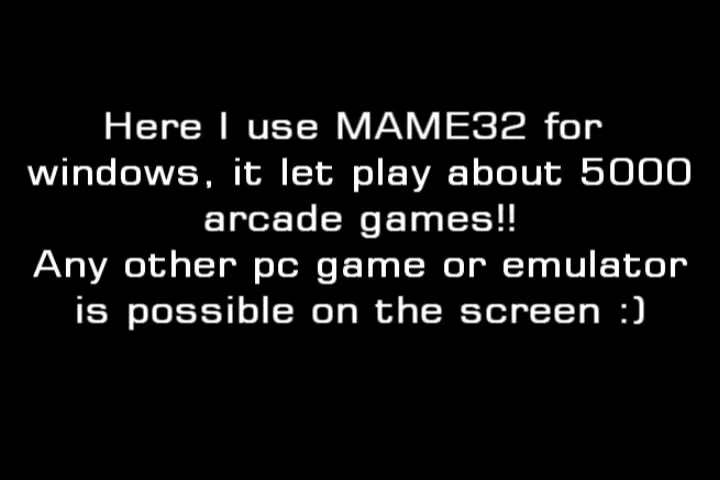 Here I use MAME32 for
windows, it let play about 5000
arcade games!!
Any other pc game or emulator
is possible on the screen :)